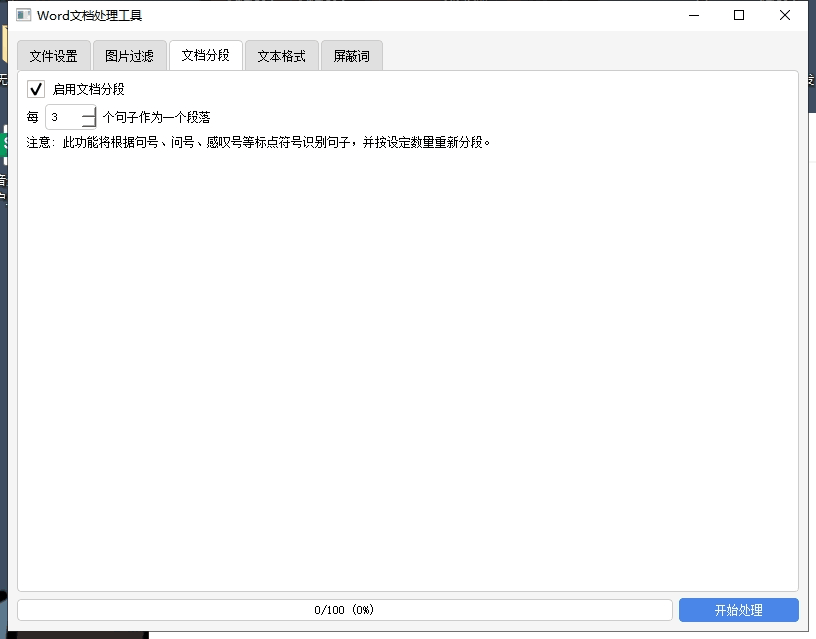 Word文档处理工具
文件设置 图片过滤 文档分段 文本格式 屏蔽词
启用文档分段
每 3 个句子作为一个段落
注意: 此功能将根据句号、问号、感叹号等标点符号识别句子，并按设定数量重新分段。
0/100 (0%) 开始处理